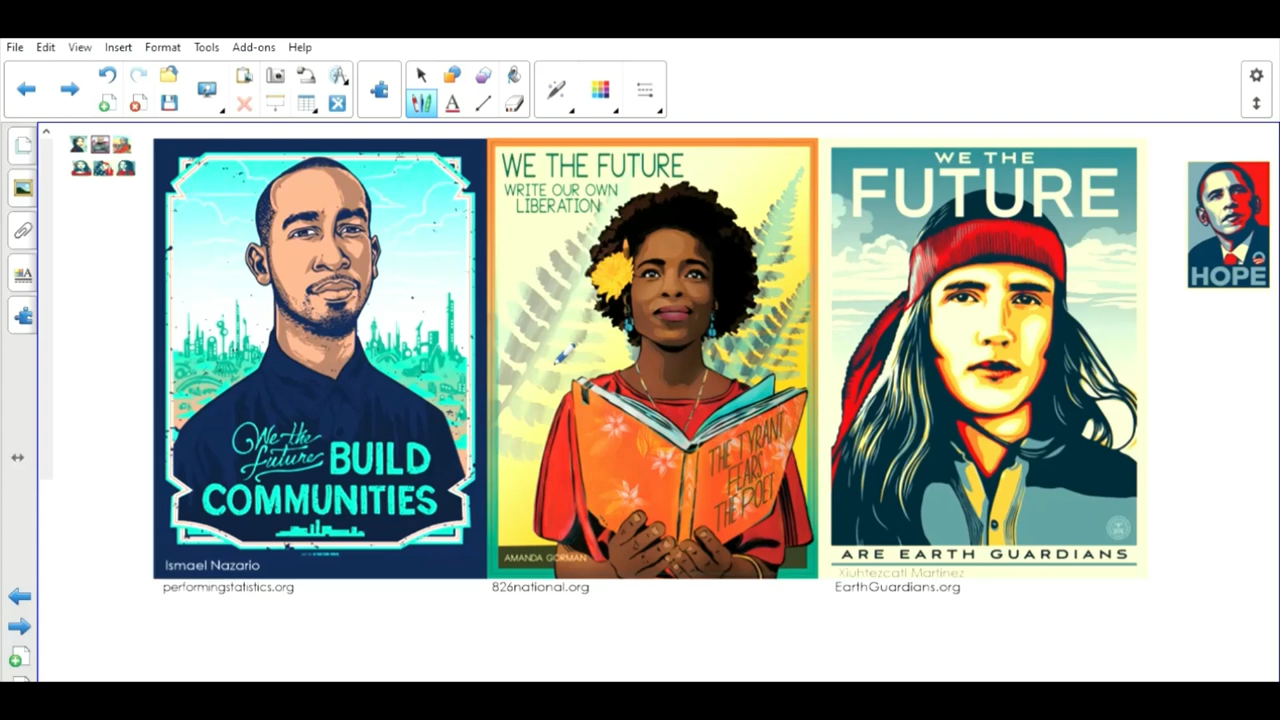 File Edit View Insert Format Tools Add-ons Help
We the
future BUILD
COMMUNITIES
Ismael Nazario
performingstatistics.org
WE THE FUTURE
WRITE OUR OWN
LIBERATION
THE TYRANT
FEARS
THE POET
AMANDA GORMAN
826national.org
WE THE
FUTURE
ARE EARTH GUARDIANS
Xiuhtezcatl Martinez
EarthGuardians.org
HOPE